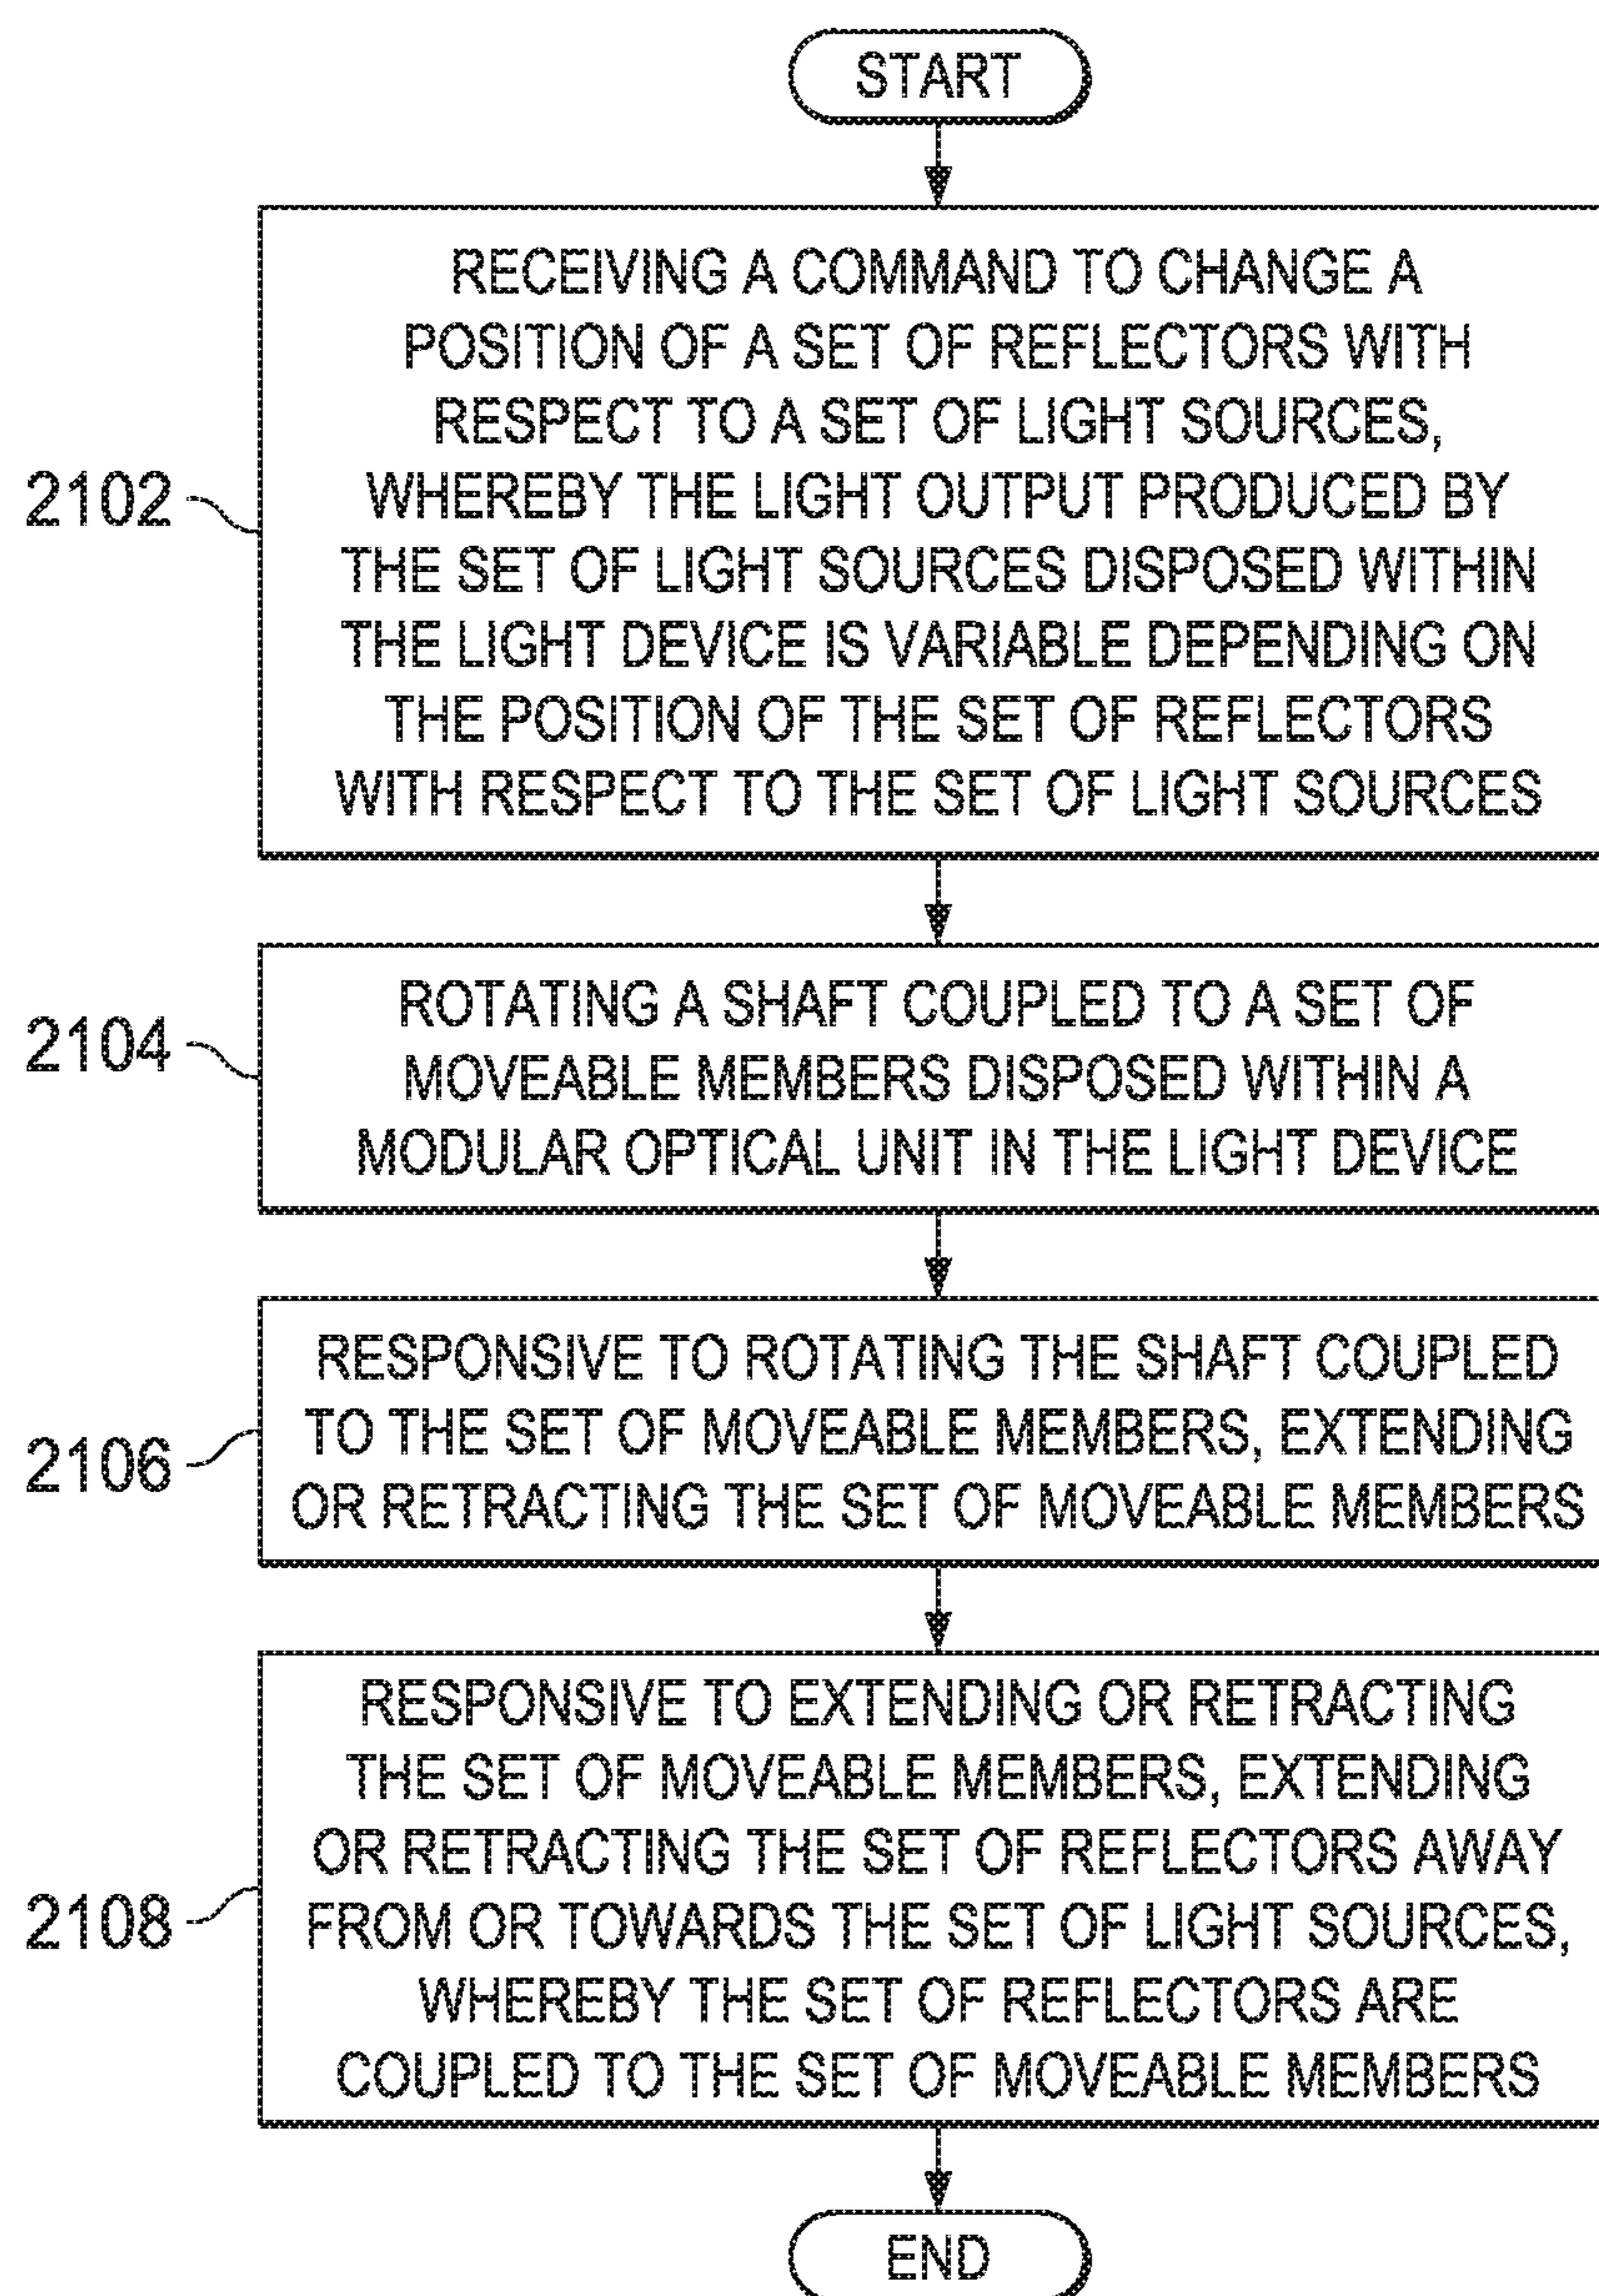 START
RECEIVING A COMMAND TO CHANGE A
POSITION OF A SET OF REFLECTORS WITH
RESPECT TO A SET OF LIGHT SOURCES,
WHEREBY THE LIGHT OUTPUT PRODUCED BY
2102
THE SET OF LIGHT SOURCES DISPOSED WITHIN
THE LIGHT DEVICE IS VARIABLE DEPENDING ON
THE POSITION OF THE SET OF REFLECTORS
WITH RESPECT TO THE SET OF LIGHT SOURCES
ROTATING A SHAFT COUPLED TO A SET OF
2104
MOVEABLE MEMBERS DISPOSED WITHIN A
MODULAR OPTICAL UNIT IN THE LIGHT DEVICE
RESPONSIVE TO ROTATING THE SHAFT COUPLED
TO THE SET OF MOVEABLE MEMBERS, EXTENDING
2106
OR RETRACTING THE SET OF MOVEABLE MEMBERS
RESPONSIVE TO EXTENDING OR RETRACTING
THE SET OF MOVEABLE MEMBERS, EXTENDING
OR RETRACTING THE SET OF REFLECTORS AWAY
2108
FROM OR TOWARDS THE SET OF LIGHT SOURCES,
WHEREBY THE SET OF REFLECTORS ARE
COUPLED TO THE SET OF MOVEABLE MEMBERS
END